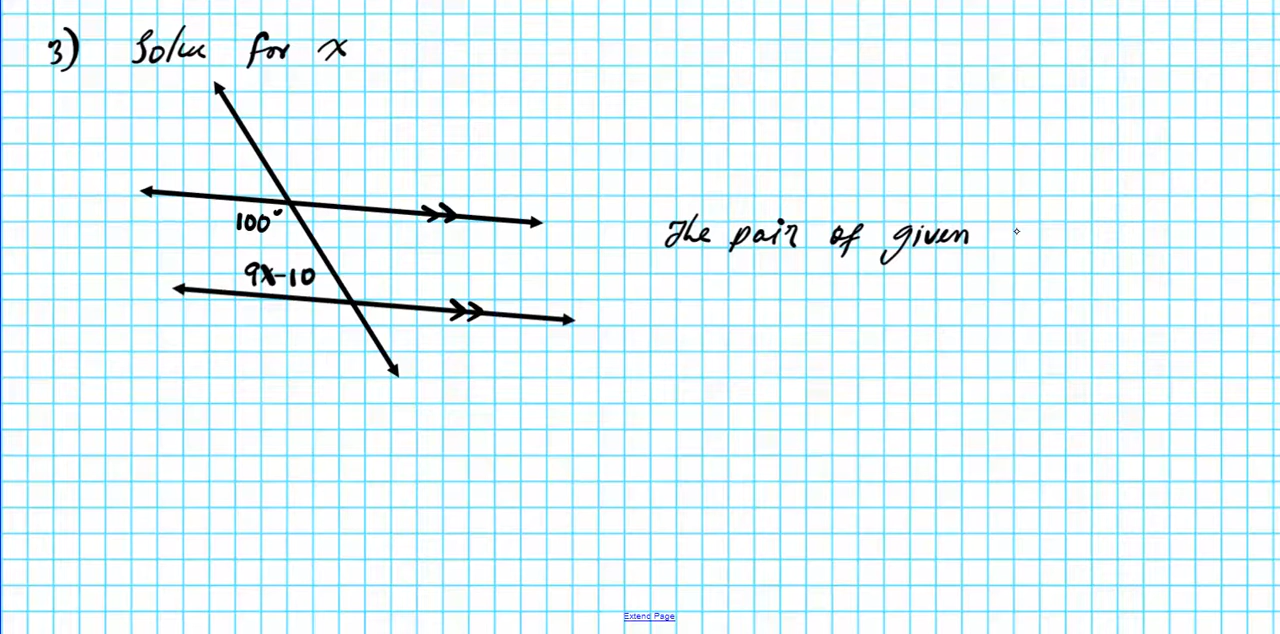 3) Solve for x
100°
The pair of given
9x-10
Extend Page